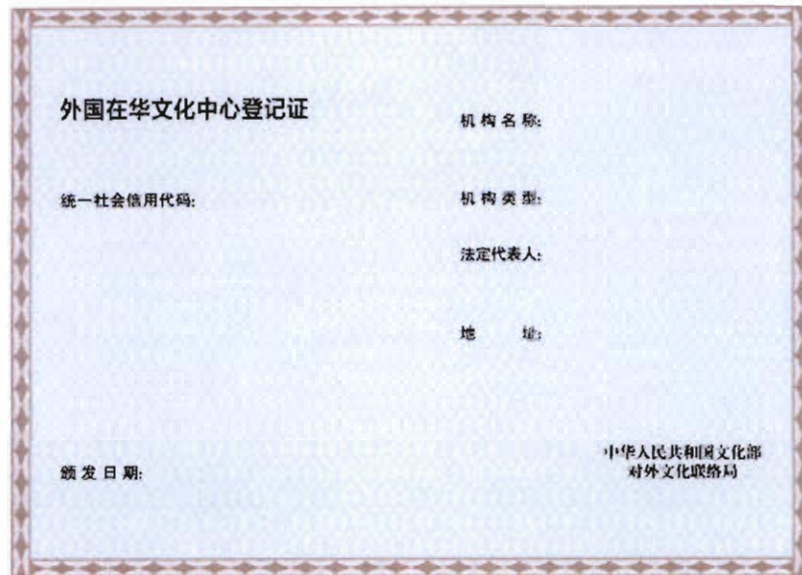 外国在华文化中心登记证
统一社会信用代码:
颁发日期:
机构名称:
机构类型:
法定代表人:
地 址:
中华人民共和国文化部
对外文化联络局